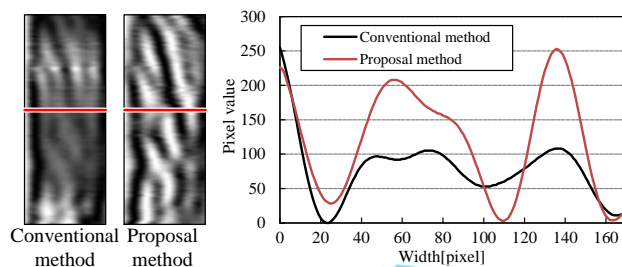 Conventional method
Proposal method
Pixel value
300
250
200
150
100
50
0
0 20 40 60 80 100 120 140 160
Width[pixel]
Conventional Proposal
method method